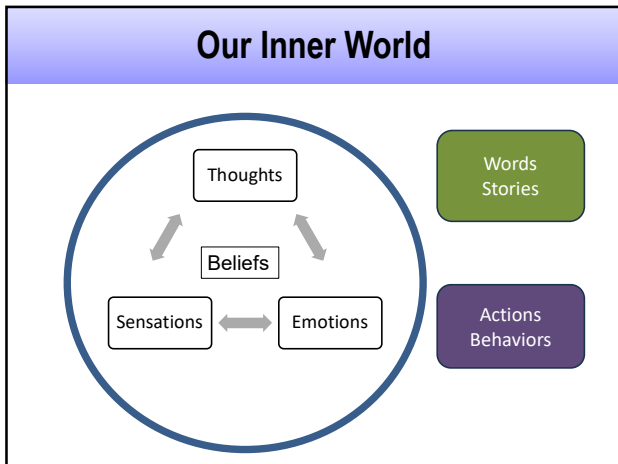 Our Inner World
Thoughts
Beliefs
Sensations
Emotions
Words
Stories
Actions
Behaviors